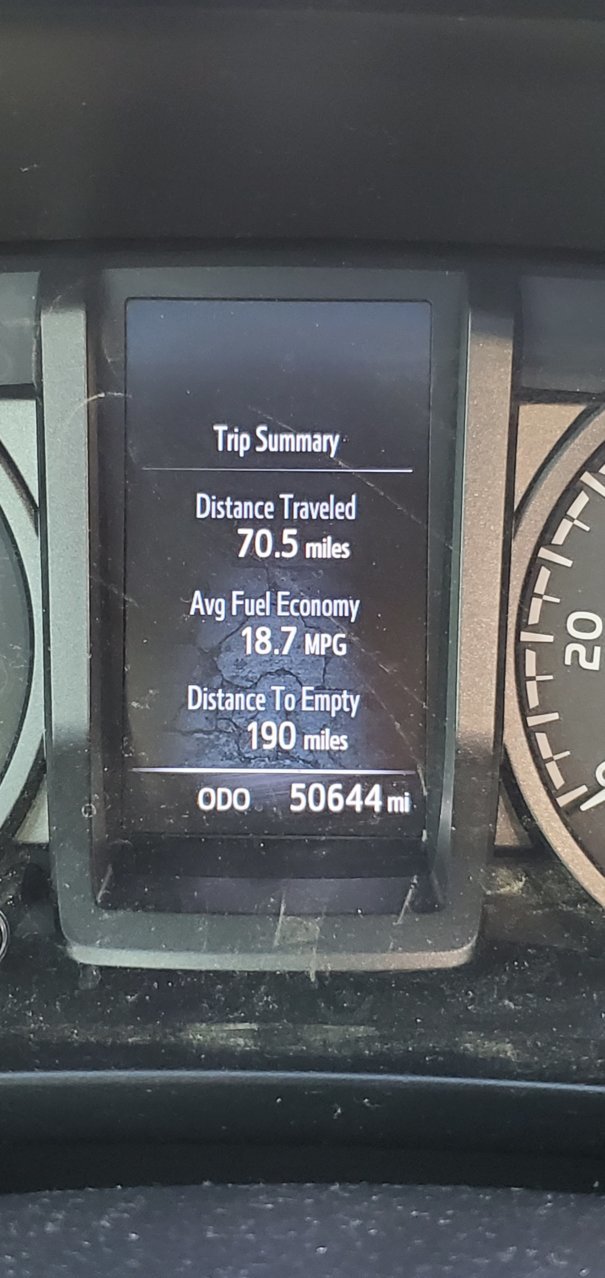 Trip Summary
Distance Traveled
70.5 miles
Avg Fuel Economy
18.7 MPG
Distance To Empty
190 miles
ODO 50644 mi
20